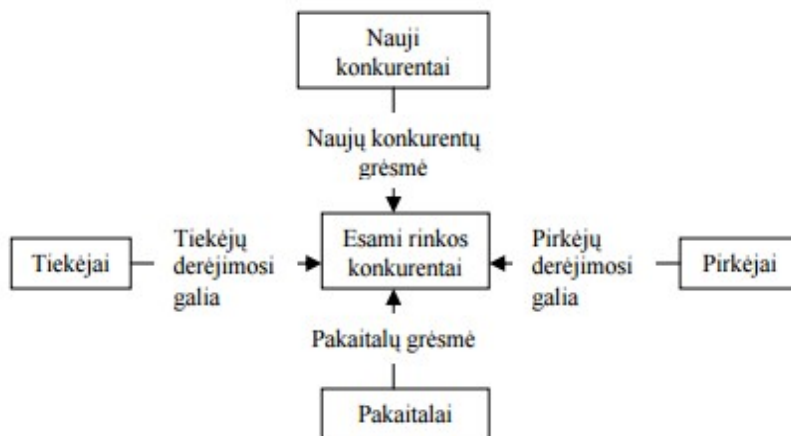 Nauji
konkurentai
Naujų konkurentų
grėsmė
Tiekėjai
Tiekėjų
derėjimosi
galia
Esami rinkos
konkurentai
Pirkėjų
derėjimosi
galia
Pirkėjai
Pakaitalų grėsmė
Pakaitalai